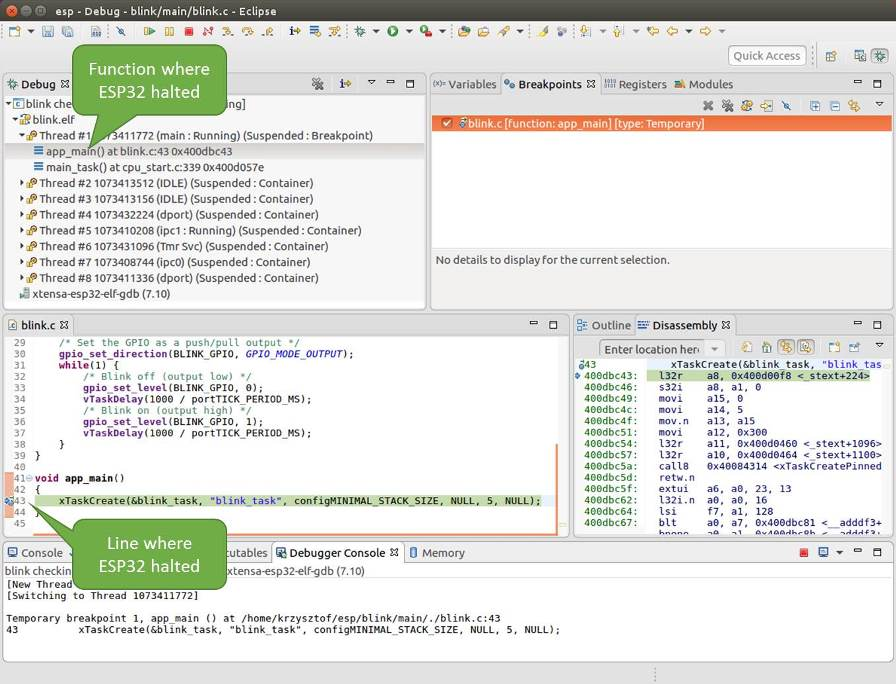 esp - Debug - blink/main/blink.c - Eclipse
Quick Access
Debug
Function where
ESP32 halted
blink che
g]
blink.elf
Thread #1 1073411772 (main : Running) (Suspended : Breakpoint)
app_main() at blink.c:43 0x400dbc43
main_task() at cpu_start.c:339 0x400d057e
Thread #2 1073413512 (IDLE) (Suspended : Container)
Thread #3 1073413156 (IDLE) (Suspended : Container)
Thread #4 1073432224 (dport) (Suspended : Container)
Thread #5 1073410208 (ipc1 : Running) (Suspended : Container)
Thread #6 1073431096 (Tmr Svc) (Suspended : Container)
Thread #7 1073408744 (ipc0) (Suspended : Container)
Thread #8 1073411336 (dport) (Suspended : Container)
xtensa-esp32-elf-gdb (7.10)
(x)= Variables Breakpoints Registers Modules
blink.c [function: app_main] [type: Temporary]
No details to display for the current selection.
blink.c
29 /* Set the GPIO as a push/pull output */
30 gpio_set_direction(BLINK_GPIO, GPIO_MODE_OUTPUT);
31 while(1) {
32 /* Blink off (output low) */
33 gpio_set_level(BLINK_GPIO, 0);
34 vTaskDelay(1000 / portTICK_PERIOD_MS);
35 /* Blink on (output high) */
36 gpio_set_level(BLINK_GPIO, 1);
37 vTaskDelay(1000 / portTICK_PERIOD_MS);
38 }
39 }
40
41 void app_main()
42 {
43 xTaskCreate(&blink_task, "blink_task", configMINIMAL_STACK_SIZE, NULL, 5, NULL);
44 }
45
Line where
ESP32 halted
Outline Disassembly
Enter location her
43 xTaskCreate(&blink_task, "blink_tas
400dbc43: l32r a8, 0x400d00f8 <_stext+224>
400dbc46: s32i a8, a1, 0
400dbc49: movi a15, 0
400dbc4c: movi a14, 5
400dbc4f: mov.n a13, a15
400dbc51: movi a12, 0x300
400dbc54: l32r a11, 0x400d0460 <_stext+1096>
400dbc57: l32r a10, 0x400d0464 <_stext+1100>
400dbc5a: call8 0x40084314 <xTaskCreatePinned
400dbc5d: retw.n
400dbc5f: extui a6, a0, 23, 13
400dbc62: l32i.n a0, a0, 16
400dbc64: lsi f7, a1, 128
400dbc67: blt a0, a7, 0x400dbc81 <__adddf3+
Console cutables Debugger Console Memory
blink checkin xtensa-esp32-elf-gdb (7.10)
[New Thread
[Switching to Thread 1073411772]
Temporary breakpoint 1, app_main () at /home/krzysztof/esp/blink/main/./blink.c:43
43 xTaskCreate(&blink_task, "blink_task", configMINIMAL_STACK_SIZE, NULL, 5, NULL);